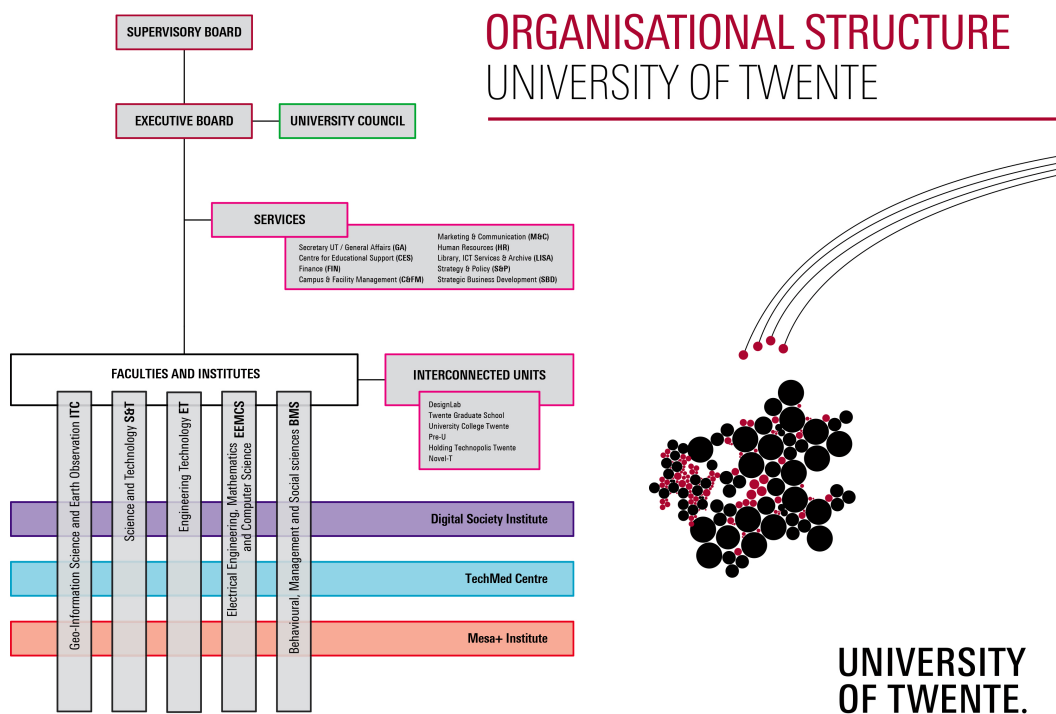 ORGANISATIONAL STRUCTURE
UNIVERSITY OF TWENTE
SUPERVISORY BOARD
EXECUTIVE BOARD
UNIVERSITY COUNCIL
SERVICES
Secretary UT / General Affairs (GA)
Centre for Educational Support (CES)
Finance (FIN)
Campus & Facility Management (C&FM)
Marketing & Communication (M&C)
Human Resources (HR)
Library, ICT Services & Archive (LISA)
Strategy & Policy (S&P)
Strategic Business Development (SBD)
FACULTIES AND INSTITUTES
INTERCONNECTED UNITS
DesignLab
Twente Graduate School
University College Twente
Pre-U
Holding Technopolis Twente
Novel-T
Geo-Information Science and Earth Observation ITC
Science and Technology S&T
Engineering Technology ET
Electrical Engineering, Mathematics EEMCS
and Computer Science
Behavioural, Management and Social sciences BMS
Digital Society Institute
TechMed Centre
Mesa+ Institute
UNIVERSITY
OF TWENTE.